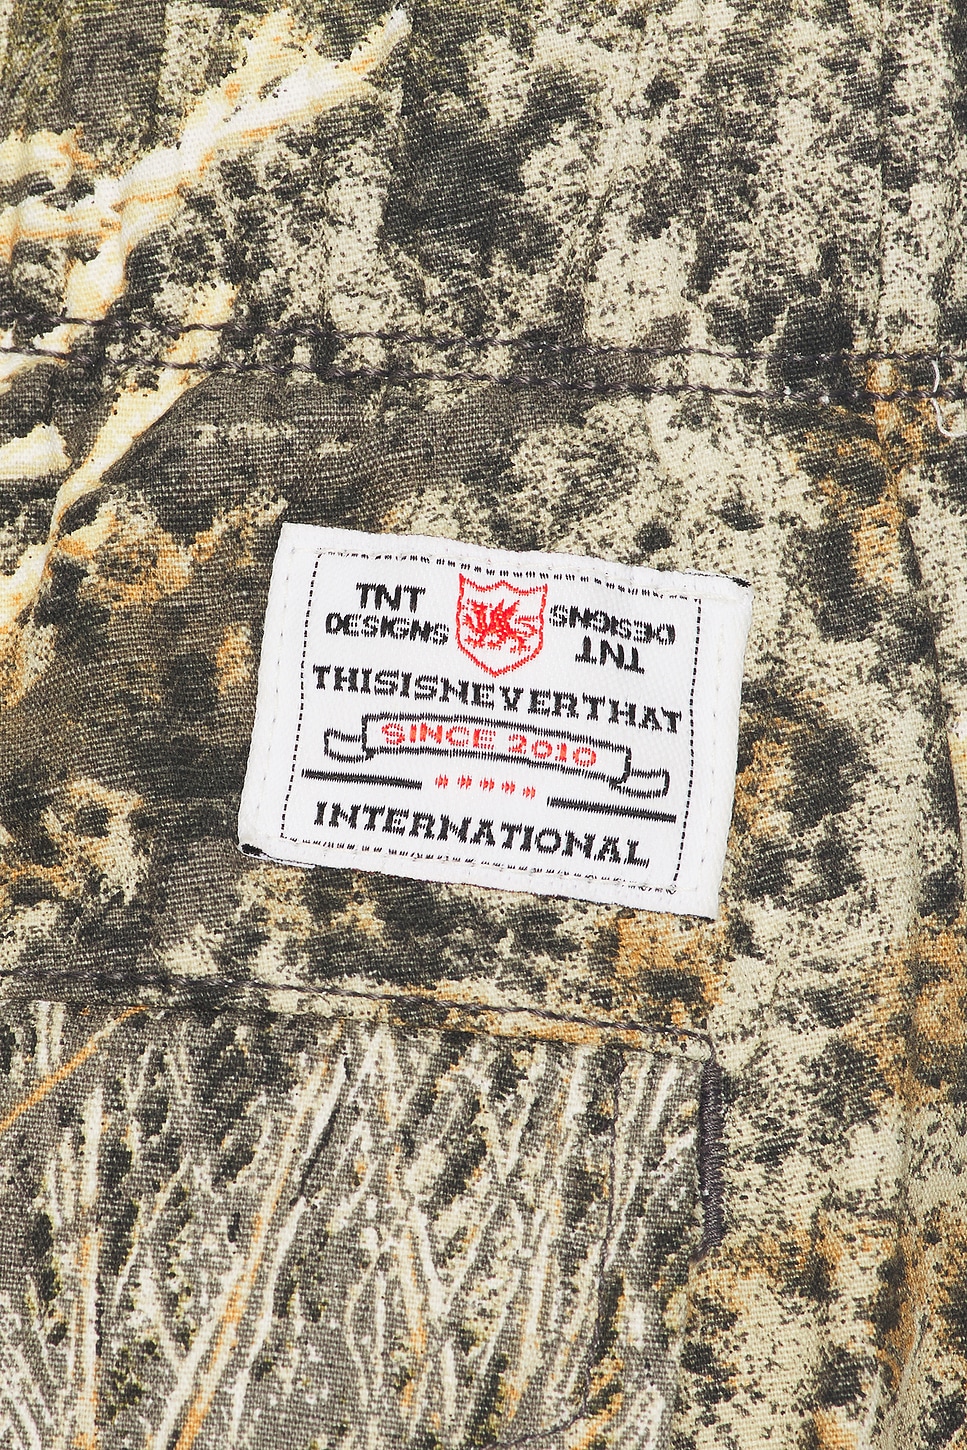 TNT
DESIGNS
DESIGNS
TNT
THISISNEVERTHAT
SINCE 2010
INTERNATIONAL